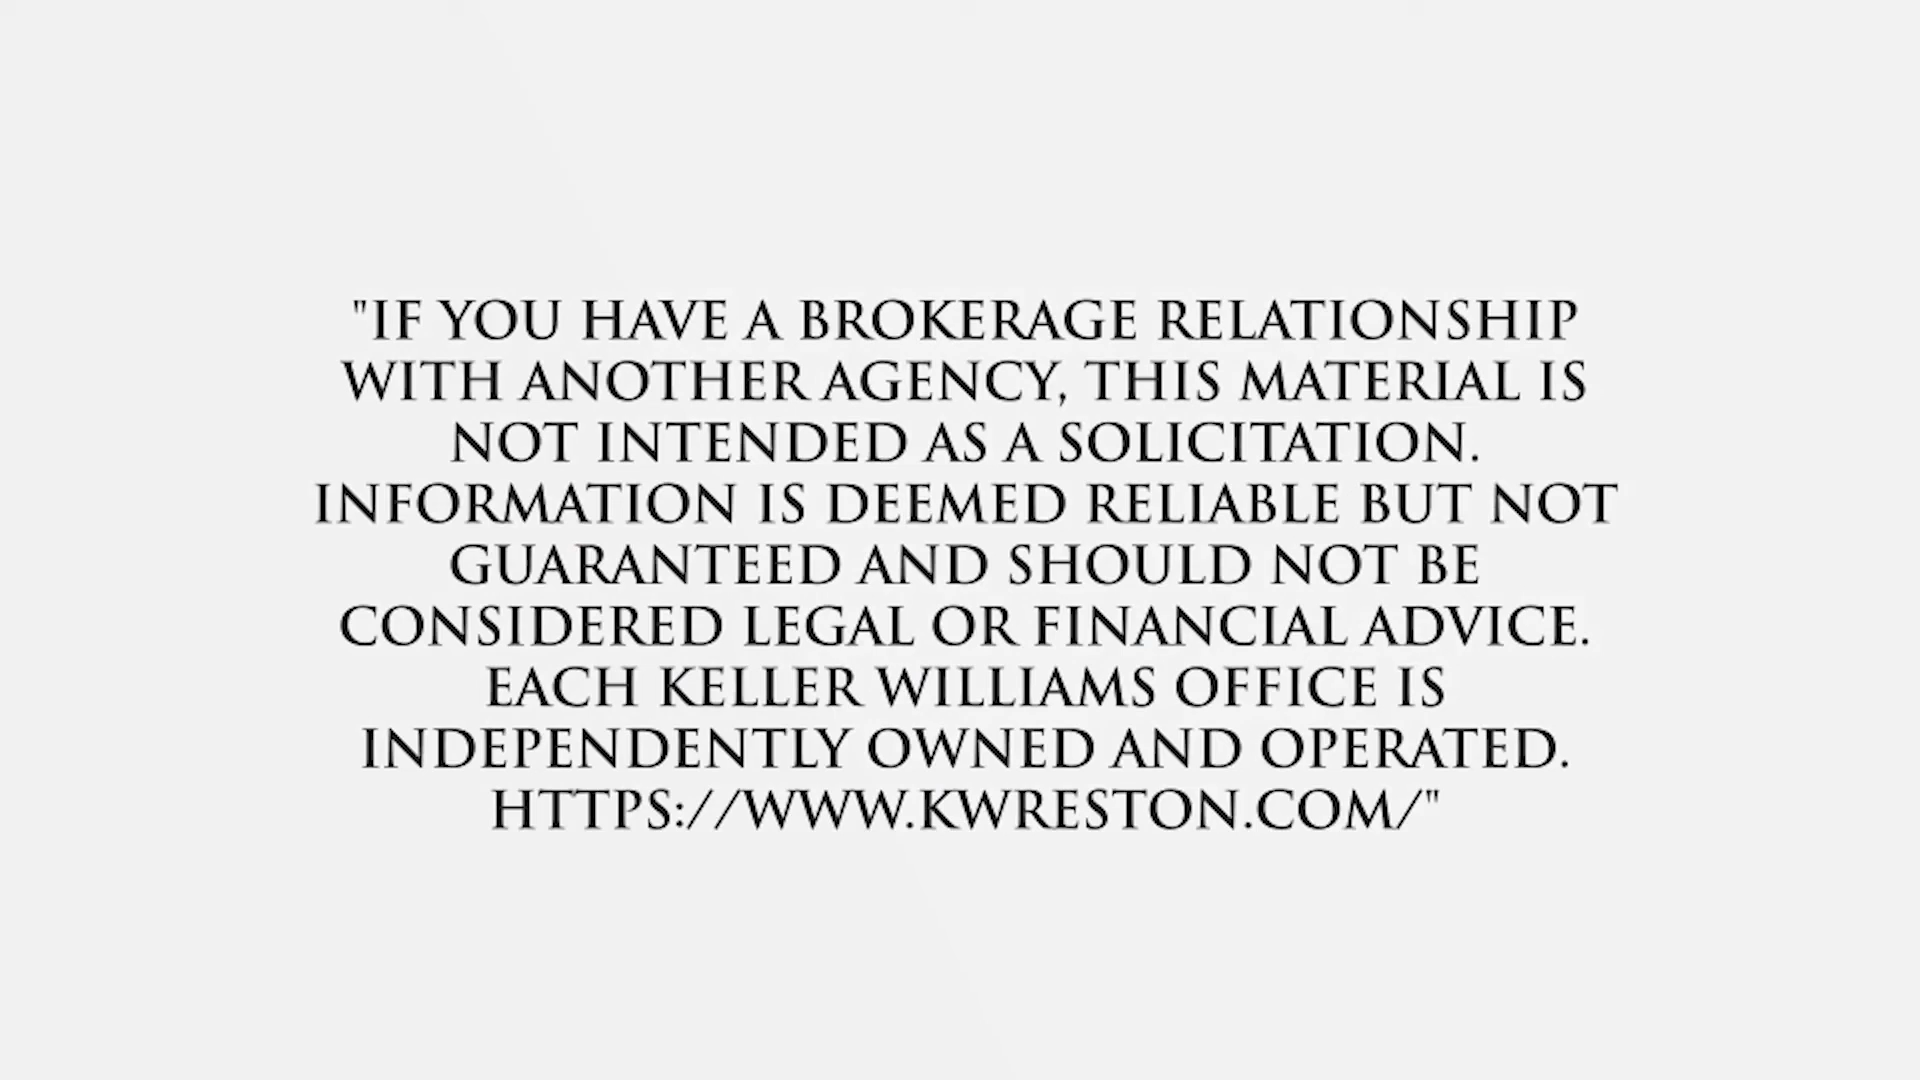 "IF YOU HAVE A BROKERAGE RELATIONSHIP
WITH ANOTHER AGENCY, THIS MATERIAL IS
NOT INTENDED AS A SOLICITATION.
INFORMATION IS DEEMED RELIABLE BUT NOT
GUARANTEED AND SHOULD NOT BE
CONSIDERED LEGAL OR FINANCIAL ADVICE.
EACH KELLER WILLIAMS OFFICE IS
INDEPENDENTLY OWNED AND OPERATED.
HTTPS://WWW.KWRESTON.COM/"